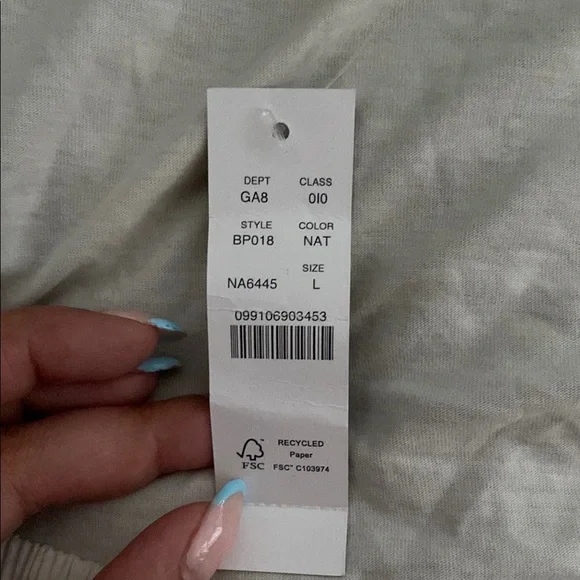 DEPT CLASS
GA8 0I0
STYLE COLOR
BP018 NAT
SIZE
NA6445 L
099106903453
RECYCLED
Paper
FSC™ C103974
FSC